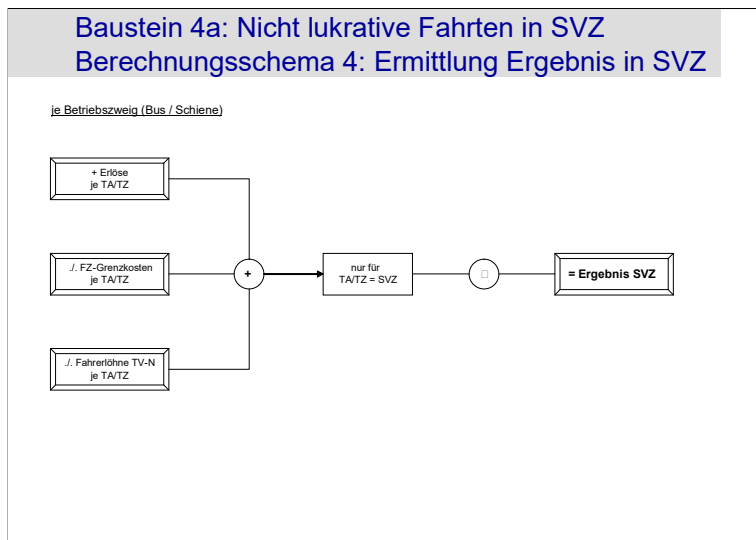 Baustein 4a: Nicht lukrative Fahrten in SVZ
Berechnungsschema 4: Ermittlung Ergebnis in SVZ
je Betriebszweig (Bus / Schiene)
+ Erlöse
je TA/TZ
./. FZ-Grenzkosten
je TA/TZ
+
nur für
TA/TZ = SVZ
= Ergebnis SVZ
./. Fahrerlöhne TV-N
je TA/TZ